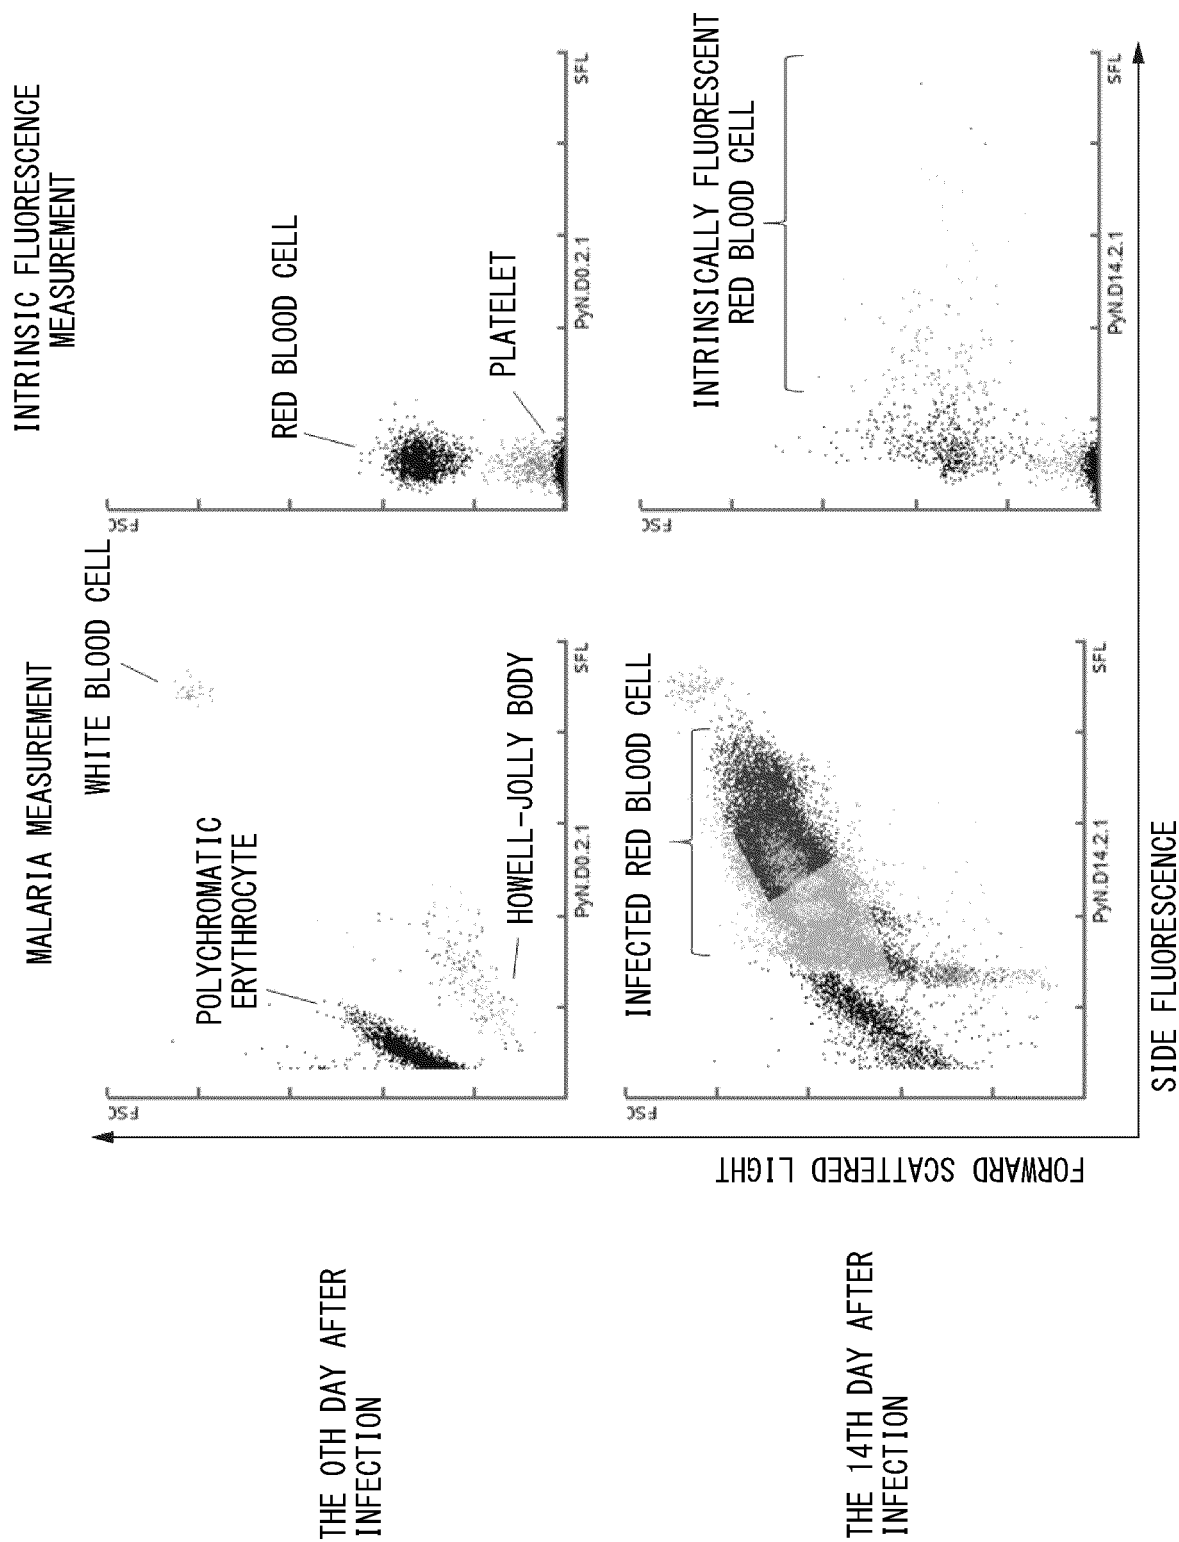 MALARIA MEASUREMENT
INTRINSIC FLUORESCENCE
MEASUREMENT
THE 0TH DAY AFTER
INFECTION
FSC
WHITE BLOOD CELL
POLYCHROMATIC
ERYTHROCYTE
HOWELL-JOLLY BODY
PyN.D0.2.1
SFL
FSC
RED BLOOD CELL
PLATELET
PyN.D0.2.1
SFL
THE 14TH DAY AFTER
INFECTION
FSC
INFECTED RED BLOOD CELL
PyN.D14.2.1
SFL
FSC
INTRINSICALLY FLUORESCENT
RED BLOOD CELL
PyN.D14.2.1
SFL
FORWARD SCATTERED LIGHT
SIDE FLUORESCENCE